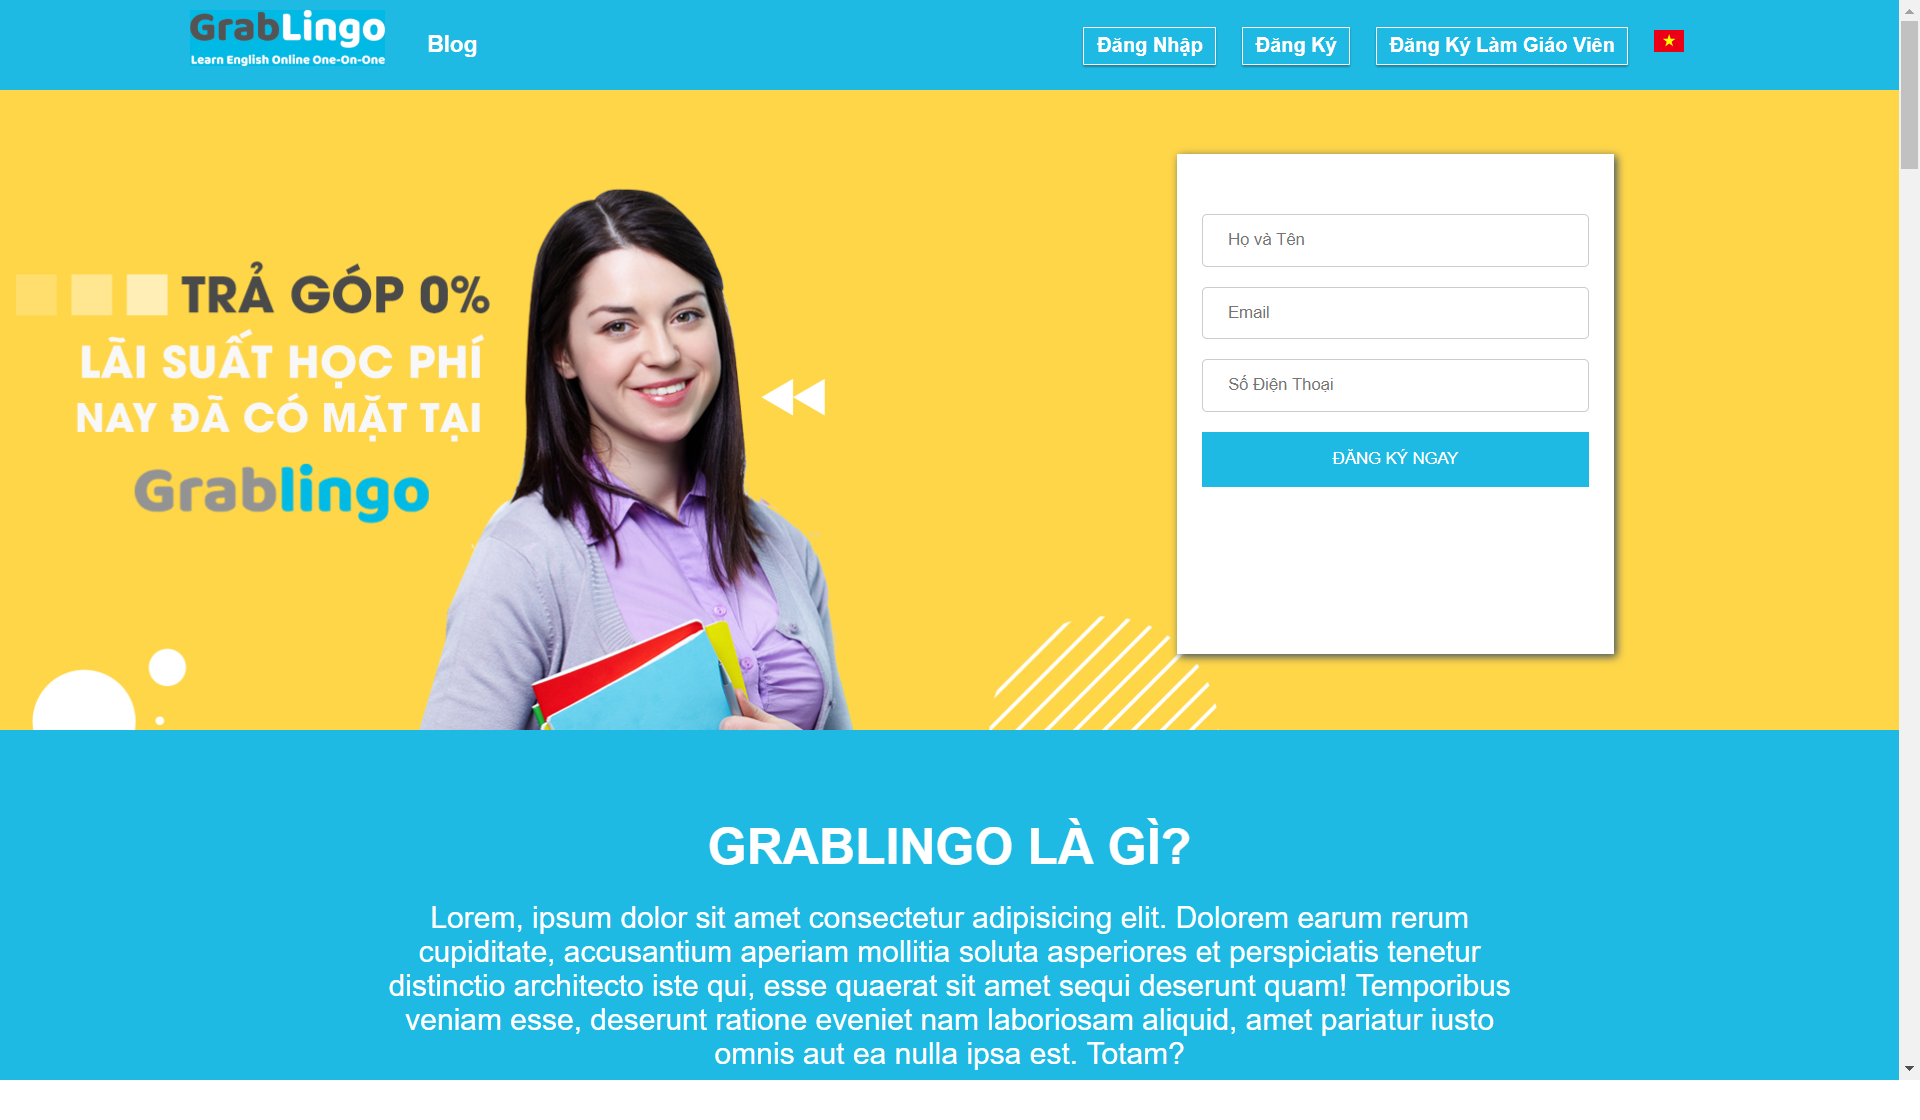 GrabLingo
Learn English Online One-On-One
Blog
Đăng Nhập
Đăng Ký
Đăng Ký Làm Giáo Viên
TRẢ GÓP 0%
LÃI SUẤT HỌC PHÍ
NAY ĐÃ CÓ MẶT TẠI
Grablingo
Họ và Tên
Email
Số Điện Thoại
ĐĂNG KÝ NGAY
GRABLINGO LÀ GÌ?
Lorem, ipsum dolor sit amet consectetur adipisicing elit. Dolorem earum rerum
cupiditate, accusantium aperiam mollitia soluta asperiores et perspiciatis tenetur
distinctio architecto iste qui, esse quaerat sit amet sequi deserunt quam! Temporibus
veniam esse, deserunt ratione eveniet nam laboriosam aliquid, amet pariatur iusto
omnis aut ea nulla ipsa est. Totam?